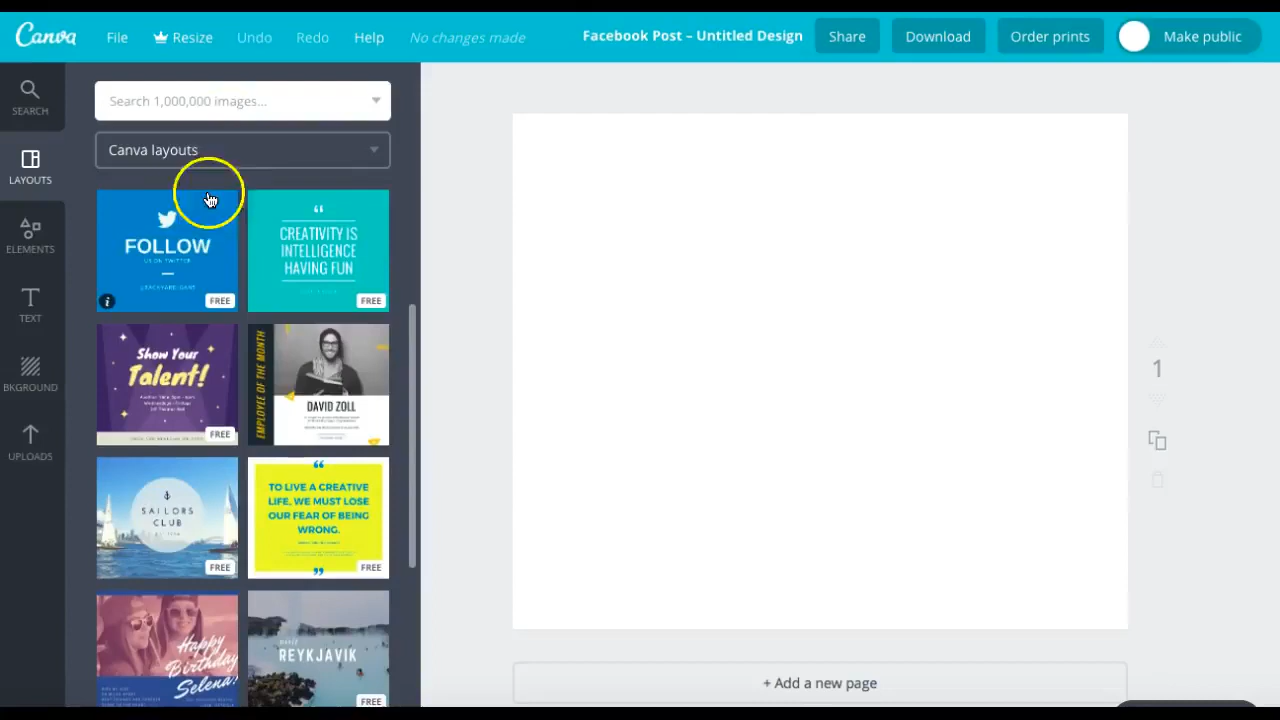 Canva
File
Resize
Undo
Redo
Help
No changes made
Facebook Post – Untitled Design
Share
Download
Order prints
Make public
SEARCH
LAYOUTS
ELEMENTS
TEXT
BKGROUND
UPLOADS
Search 1,000,000 images...
Canva layouts
FOLLOW
US ON TWITTER
FREE
“
CREATIVITY IS
INTELLIGENCE
HAVING FUN
FREE
Show Your
Talent!
FREE
EMPLOYEE OF THE MONTH
DAVID ZOLL
SAILORS
CLUB
FREE
“
TO LIVE A CREATIVE
LIFE, WE MUST LOSE
OUR FEAR OF BEING
WRONG.
”
FREE
Happy
Birthday
Selena!
REYKJAVIK
FREE
1
+ Add a new page